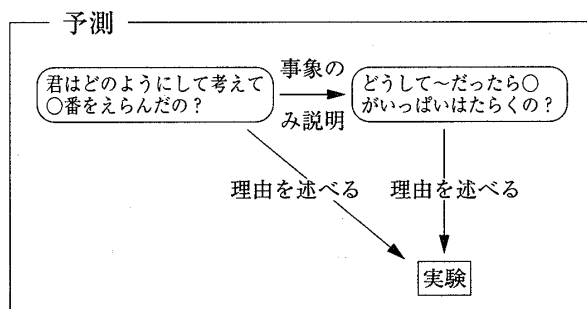 予測
君はどのようにして考えて
○番をえらんだの?
事象の
み説明
どうして~だったら○
がいっぱいはたらくの?
理由を述べる
理由を述べる
実験